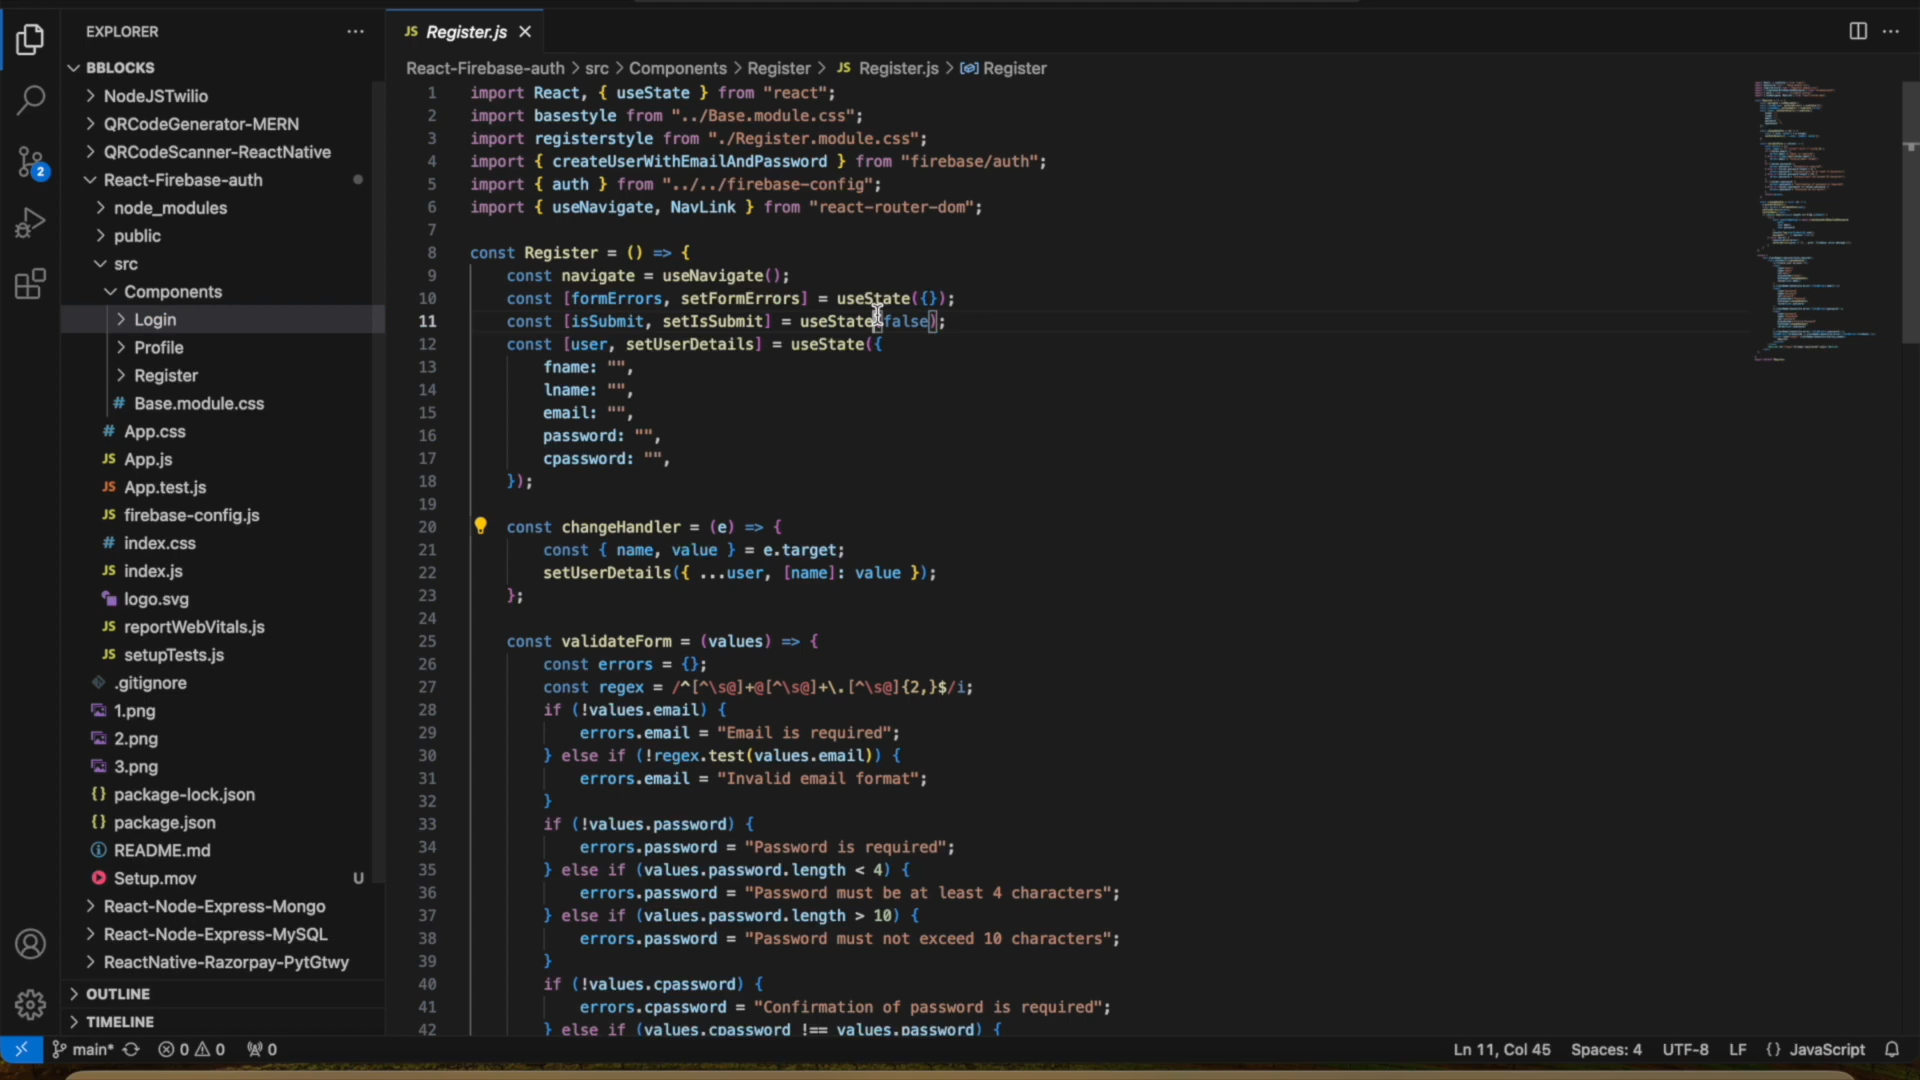 EXPLORER
BBLOCKS
NodeJSTwilio
QRCodeGenerator-MERN
QRCodeScanner-ReactNative
React-Firebase-auth
node_modules
public
src
Components
Login
Profile
Register
# Base.module.css
# App.css
JS App.js
JS App.test.js
JS firebase-config.js
# index.css
JS index.js
logo.svg
JS reportWebVitals.js
JS setupTests.js
.gitignore
1.png
2.png
3.png
{} package-lock.json
{} package.json
README.md
Setup.mov U
React-Node-Express-Mongo
React-Node-Express-MySQL
ReactNative-Razorpay-PytGtwy
OUTLINE
TIMELINE
2
JS Register.js
React-Firebase-auth > src > Components > Register > JS Register.js > Register
1 import React, { useState } from "react";
2 import basestyle from "../Base.module.css";
3 import registerstyle from "./Register.module.css";
4 import { createUserWithEmailAndPassword } from "firebase/auth";
5 import { auth } from "../../firebase-config";
6 import { useNavigate, NavLink } from "react-router-dom";
7
8 const Register = () => {
9 const navigate = useNavigate();
10 const [formErrors, setFormErrors] = useState({});
11 const [isSubmit, setIsSubmit] = useState(false);
12 const [user, setUserDetails] = useState({
13 fname: "",
14 lname: "",
15 email: "",
16 password: "",
17 cpassword: "",
18 });
19
20 const changeHandler = (e) => {
21 const { name, value } = e.target;
22 setUserDetails({ ...user, [name]: value });
23 };
24
25 const validateForm = (values) => {
26 const errors = {};
27 const regex = /^[^\s@]+@[^\s@]+\.[^\s@]{2,}$/i;
28 if (!values.email) {
29 errors.email = "Email is required";
30 } else if (!regex.test(values.email)) {
31 errors.email = "Invalid email format";
32 }
33 if (!values.password) {
34 errors.password = "Password is required";
35 } else if (values.password.length < 4) {
36 errors.password = "Password must be at least 4 characters";
37 } else if (values.password.length > 10) {
38 errors.password = "Password must not exceed 10 characters";
39 }
40 if (!values.cpassword) {
41 errors.cpassword = "Confirmation of password is required";
42 } else if (values.cpassword !== values.password) {
main* 0 0 0
Ln 11, Col 45 Spaces: 4 UTF-8 LF {} JavaScript